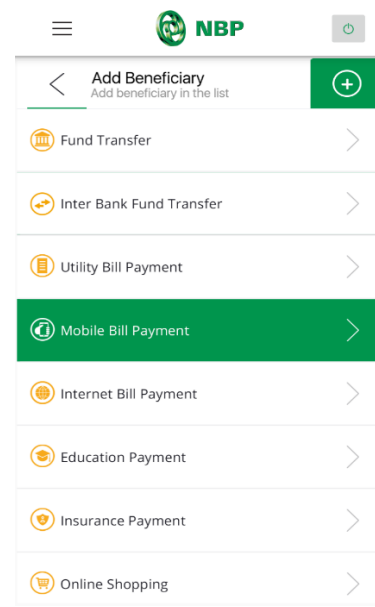 NBP
Add Beneficiary
Add beneficiary in the list
Fund Transfer
Inter Bank Fund Transfer
Utility Bill Payment
Mobile Bill Payment
Internet Bill Payment
Education Payment
Insurance Payment
Online Shopping